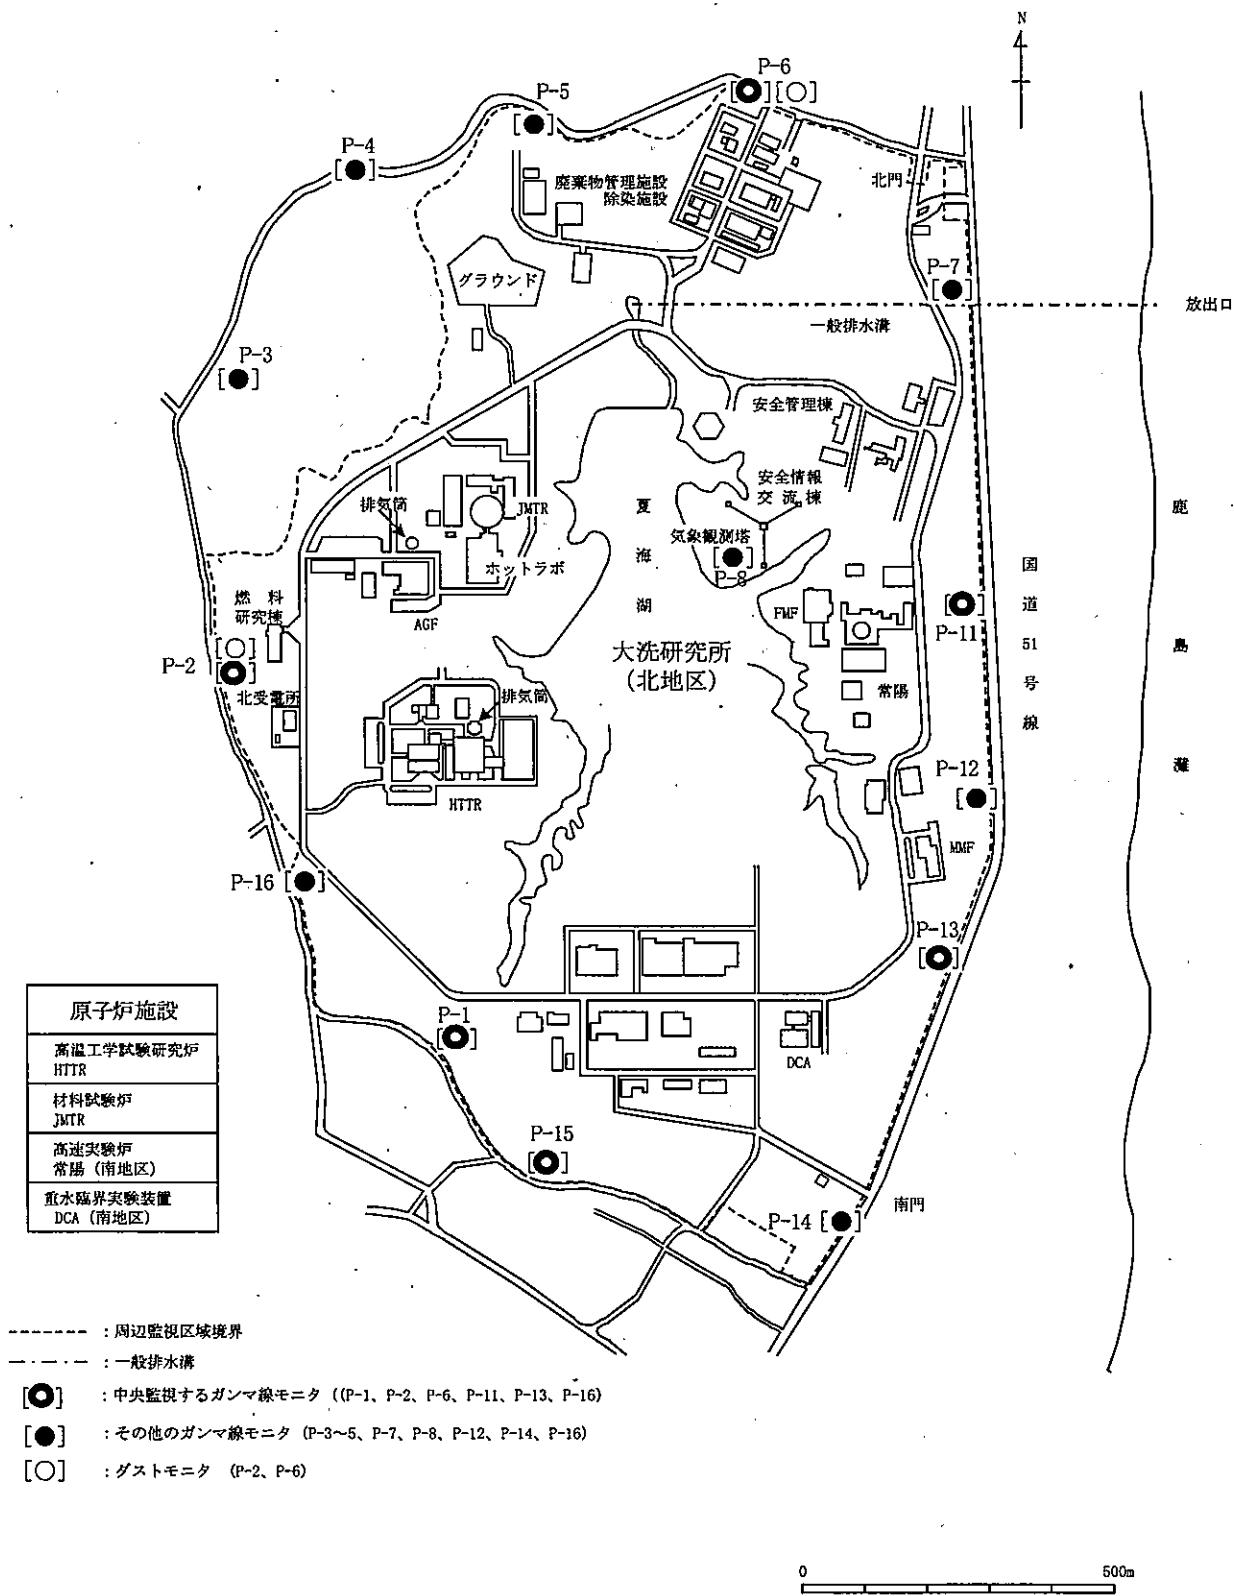 N
P-6
P-5
P-4
北門
廃棄物管理施設
除染施設
P-7
グラウンド
放出口
一般排水溝
P-3
安全管理棟
安全情報
交流棟
排気筒
JMTR
夏海湖
気象観測塔
P-8
鹿島灘
国道51号線
ホットラボ
燃料
研究棟
AGF
FMF
P-11
大洗研究所
(北地区)
P-2
常陽
北受電所
排気筒
P-12
HTTR
MMF
P-16
P-13
原子炉施設
高温工学試験研究炉
HTTR
材料試験炉
JMTR
高速実験炉
常陽(南地区)
重水臨界実験装置
DCA(南地区)
P-1
DCA
P-15
南門
P-14
------- :周辺監視区域境界
—・—・— :一般排水溝
:中央監視するガンマ線モニタ((P-1、P-2、P-6、P-11、P-13、P-16)
:その他のガンマ線モニタ(P-3~5、P-7、P-8、P-12、P-14、P-16)
:ダストモニタ (P-2、P-6)
0 500m